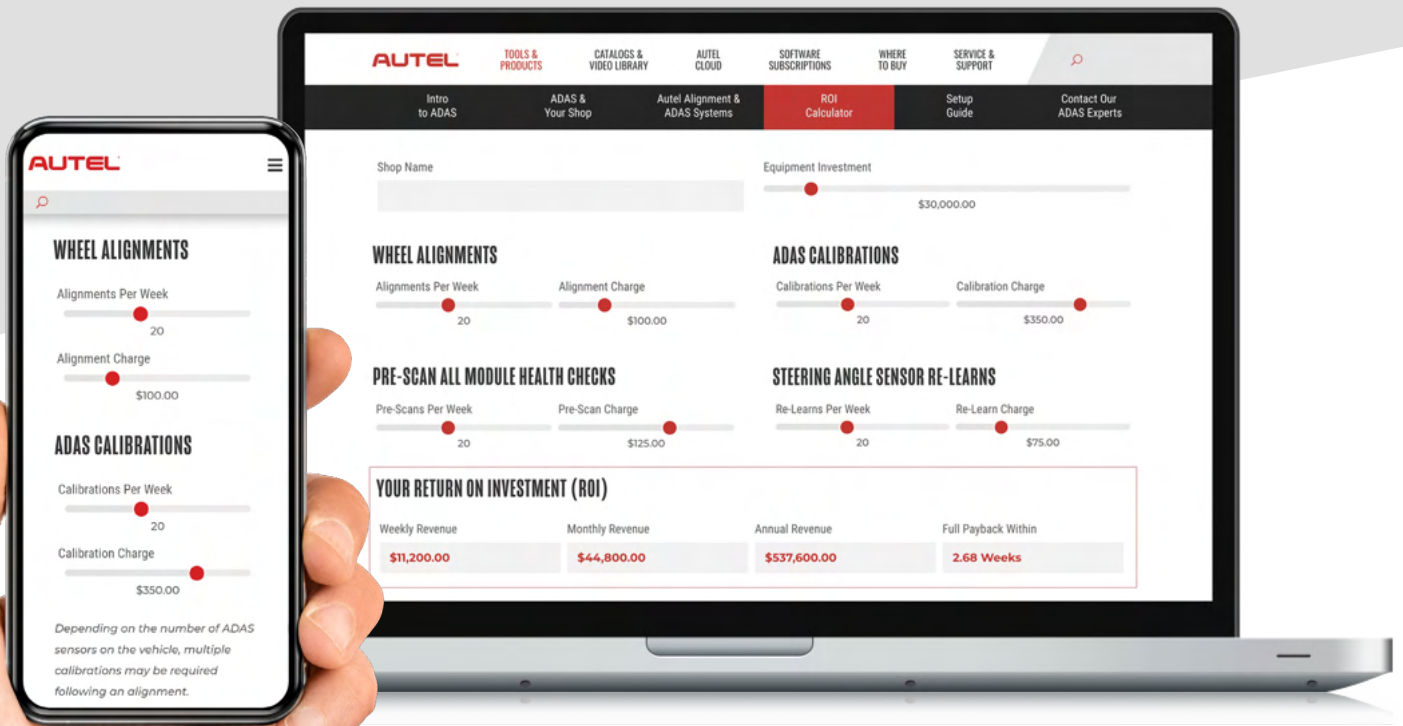 AUTEL
WHEEL ALIGNMENTS
Alignments Per Week
20
Alignment Charge
$100.00
ADAS CALIBRATIONS
Calibrations Per Week
20
Calibration Charge
$350.00
Depending on the number of ADAS
sensors on the vehicle, multiple
calibrations may be required
following an alignment.
AUTEL
TOOLS &
PRODUCTS
CATALOGS &
VIDEO LIBRARY
AUTEL
CLOUD
SOFTWARE
SUBSCRIPTIONS
WHERE
TO BUY
SERVICE &
SUPPORT
Intro
to ADAS
ADAS &
Your Shop
Autel Alignment &
ADAS Systems
ROI
Calculator
Setup
Guide
Contact Our
ADAS Experts
Shop Name
Equipment Investment
$30,000.00
WHEEL ALIGNMENTS
Alignments Per Week
20
Alignment Charge
$100.00
ADAS CALIBRATIONS
Calibrations Per Week
20
Calibration Charge
$350.00
PRE-SCAN ALL MODULE HEALTH CHECKS
Pre-Scans Per Week
20
Pre-Scan Charge
$125.00
STEERING ANGLE SENSOR RE-LEARNS
Re-Learns Per Week
20
Re-Learn Charge
$75.00
YOUR RETURN ON INVESTMENT (ROI)
Weekly Revenue
$11,200.00
Monthly Revenue
$44,800.00
Annual Revenue
$537,600.00
Full Payback Within
2.68 Weeks